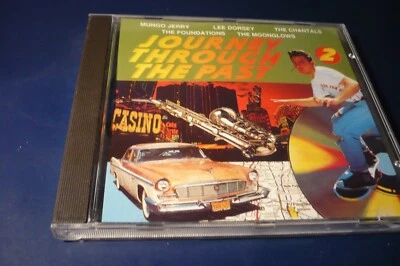 MUNGO JERRY LEE DORSEY THE CHANTALS
THE FOUNDATIONS THE MOONGLOWS
JOURNEY
THROUGH
THE PAST
2
CASINO